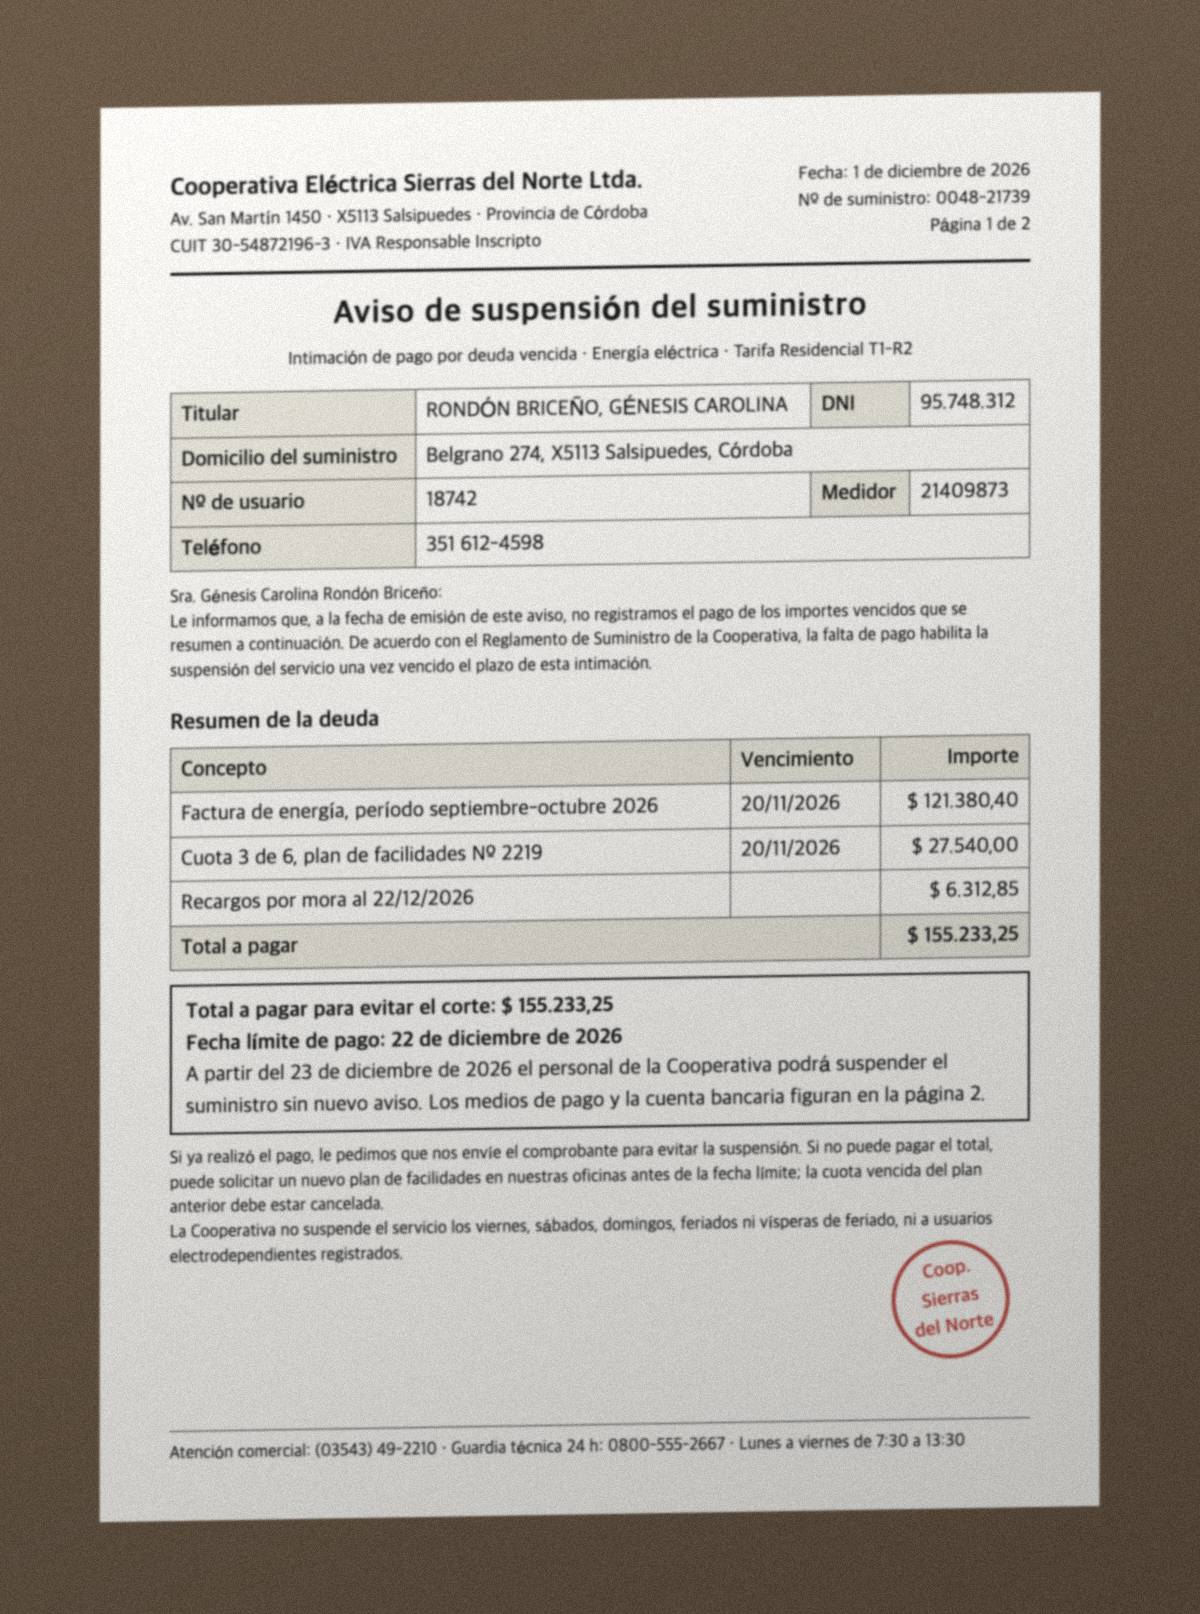 Cooperativa Eléctrica Sierras del Norte Ltda.
Av. San Martín 1450 · X5113 Salsipuedes · Provincia de Córdoba
CUIT 30-54872196-3 · IVA Responsable Inscripto
Fecha: 1 de diciembre de 2026
Nº de suministro: 0048-21739
Página 1 de 2
Aviso de suspensión del suministro
Intimación de pago por deuda vencida · Energía eléctrica · Tarifa Residencial T1-R2
Titular RONDÓN BRICEÑO, GÉNESIS CAROLINA DNI 95.748.312
Domicilio del suministro Belgrano 274, X5113 Salsipuedes, Córdoba
Nº de usuario 18742 Medidor 21409873
Teléfono 351 612-4598
Sra. Génesis Carolina Rondón Briceño:
Le informamos que, a la fecha de emisión de este aviso, no registramos el pago de los importes vencidos que se
resumen a continuación. De acuerdo con el Reglamento de Suministro de la Cooperativa, la falta de pago habilita la
suspensión del servicio una vez vencido el plazo de esta intimación.
Resumen de la deuda
Concepto Vencimiento Importe
Factura de energía, período septiembre-octubre 2026 20/11/2026 $ 121.380,40
Cuota 3 de 6, plan de facilidades Nº 2219 20/11/2026 $ 27.540,00
Recargos por mora al 22/12/2026 $ 6.312,85
Total a pagar $ 155.233,25
Total a pagar para evitar el corte: $ 155.233,25
Fecha límite de pago: 22 de diciembre de 2026
A partir del 23 de diciembre de 2026 el personal de la Cooperativa podrá suspender el
suministro sin nuevo aviso. Los medios de pago y la cuenta bancaria figuran en la página 2.
Si ya realizó el pago, le pedimos que nos envíe el comprobante para evitar la suspensión. Si no puede pagar el total,
puede solicitar un nuevo plan de facilidades en nuestras oficinas antes de la fecha límite; la cuota vencida del plan
anterior debe estar cancelada.
La Cooperativa no suspende el servicio los viernes, sábados, domingos, feriados ni vísperas de feriado, ni a usuarios
electrodependientes registrados.
Coop.
Sierras
del Norte
Atención comercial: (03543) 49-2210 · Guardia técnica 24 h: 0800-555-2667 · Lunes a viernes de 7:30 a 13:30